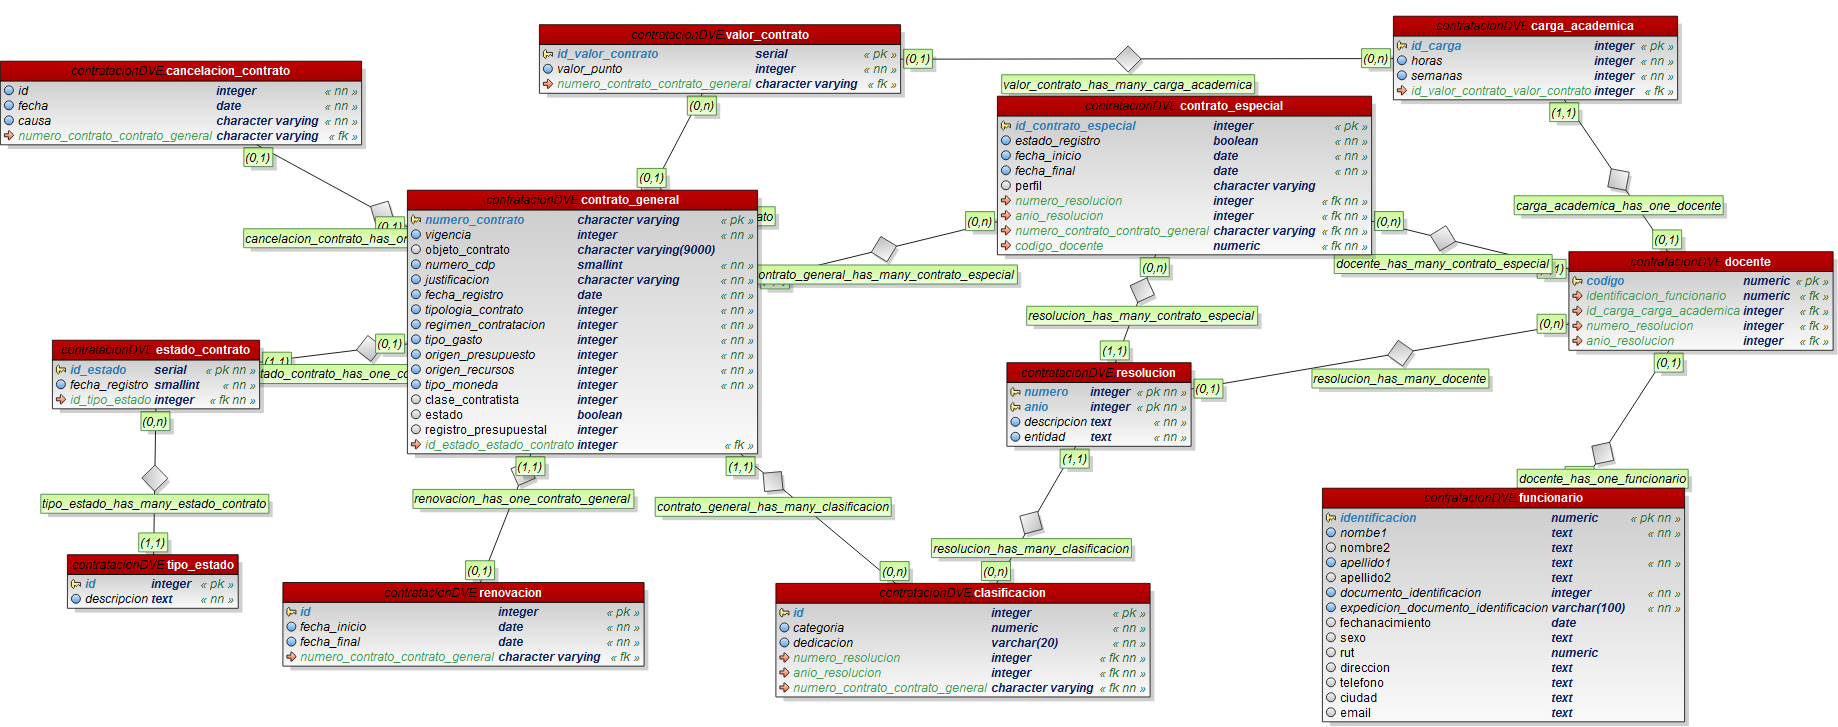 contratacionDVE.cancelacion_contrato
id integer « nn »
fecha date « nn »
causa character varying « nn »
numero_contrato_contrato_general character varying « fk »
(0,1)
(0,1)
cancelacion_contrato_has_on
contratacionDVE.valor_contrato
id_valor_contrato serial « pk »
valor_punto integer « nn »
numero_contrato_contrato_general character varying « fk »
(0,1)
(0,n)
valor_contrato_has_many_carga_academica
(0,n)
(0,1)
ato
contratacionDVE.carga_academica
id_carga integer « pk »
horas integer « nn »
semanas integer « nn »
id_valor_contrato_valor_contrato integer « fk »
(1,1)
carga_academica_has_one_docente
(0,1)
contratacionDVE.contrato_especial
id_contrato_especial integer « pk »
estado_registro boolean « nn »
fecha_inicio date « nn »
fecha_final date « nn »
perfil character varying
numero_resolucion integer « fk nn »
anio_resolucion integer « fk nn »
numero_contrato_contrato_general character varying « fk nn »
codigo_docente numeric « fk nn »
(0,n)
(0,n)
(0,n)
ontrato_general_has_many_contrato_especial
docente_has_many_contrato_especial
1)
resolucion_has_many_contrato_especial
(1,1)
contratacionDVE.contrato_general
numero_contrato character varying « pk »
vigencia integer « nn »
objeto_contrato character varying(9000)
numero_cdp smallint « nn »
justificacion character varying « nn »
fecha_registro date « nn »
tipologia_contrato integer « nn »
regimen_contratacion integer « nn »
tipo_gasto integer « nn »
origen_presupuesto integer « nn »
origen_recursos integer « nn »
tipo_moneda integer « nn »
clase_contratista integer
estado boolean
registro_presupuestal integer
id_estado_estado_contrato integer « fk »
contratacionDVE.docente
codigo numeric « pk »
identificacion_funcionario numeric « fk »
id_carga_carga_academica integer « fk »
numero_resolucion integer « fk »
anio_resolucion integer « fk »
(0,n)
(0,1)
resolucion_has_many_docente
(0,1)
docente_has_one_funcionario
contratacionDVE.estado_contrato
id_estado serial « pk nn »
fecha_registro smallint « nn »
id_tipo_estado integer « fk nn »
(1,1)
(0,1)
tado_contrato_has_one_co
(0,n)
tipo_estado_has_many_estado_contrato
(1,1)
contratacionDVE.tipo_estado
id integer « pk »
descripcion text « nn »
contratacionDVE.resolucion
numero integer « pk nn »
anio integer « pk nn »
descripcion text « nn »
entidad text « nn »
(1,1)
resolucion_has_many_clasificacion
(0,n)
(1,1)
renovacion_has_one_contrato_general
(0,1)
(1,1)
contrato_general_has_many_clasificacion
(0,n)
contratacionDVE.renovacion
id integer « pk »
fecha_inicio date « nn »
fecha_final date « nn »
numero_contrato_contrato_general character varying « fk »
contratacionDVE.clasificacion
id integer « pk »
categoria numeric « nn »
dedicacion varchar(20) « nn »
numero_resolucion integer « fk nn »
anio_resolucion integer « fk nn »
numero_contrato_contrato_general character varying « fk nn »
contratacionDVE.funcionario
identificacion numeric « pk nn »
nombe1 text « nn »
nombre2 text
apellido1 text « nn »
apellido2 text
documento_identificacion integer « nn »
expedicion_documento_identificacion varchar(100) « nn »
fechanacimiento date
sexo text
rut numeric
direccion text
telefono text
ciudad text
email text